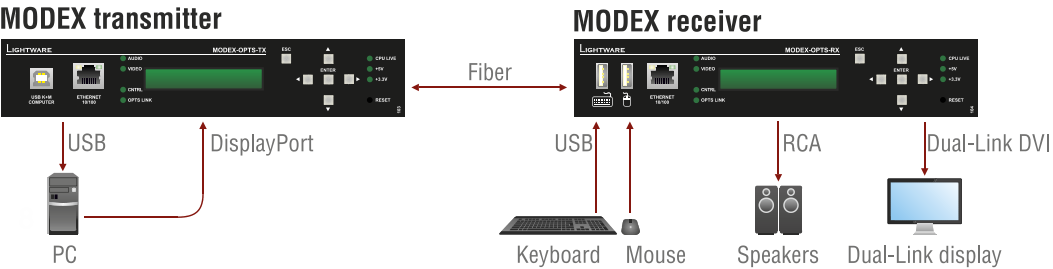 MODEX transmitter
MODEX receiver
LIGHTWARE
MODEX-OPTS-TX
USB K+M
COMPUTER
ETHERNET
10/100
AUDIO
VIDEO
CNTRL
OPTS LINK
ESC
ENTER
CPU LIVE
+5V
+3.3V
RESET
103
Fiber
LIGHTWARE
MODEX-OPTS-RX
ETHERNET
10/100
AUDIO
VIDEO
CNTRL
OPTS LINK
ESC
ENTER
CPU LIVE
+5V
+3.3V
RESET
104
USB
DisplayPort
USB
RCA
Dual-Link DVI
PC
Keyboard
Mouse
Speakers
Dual-Link display